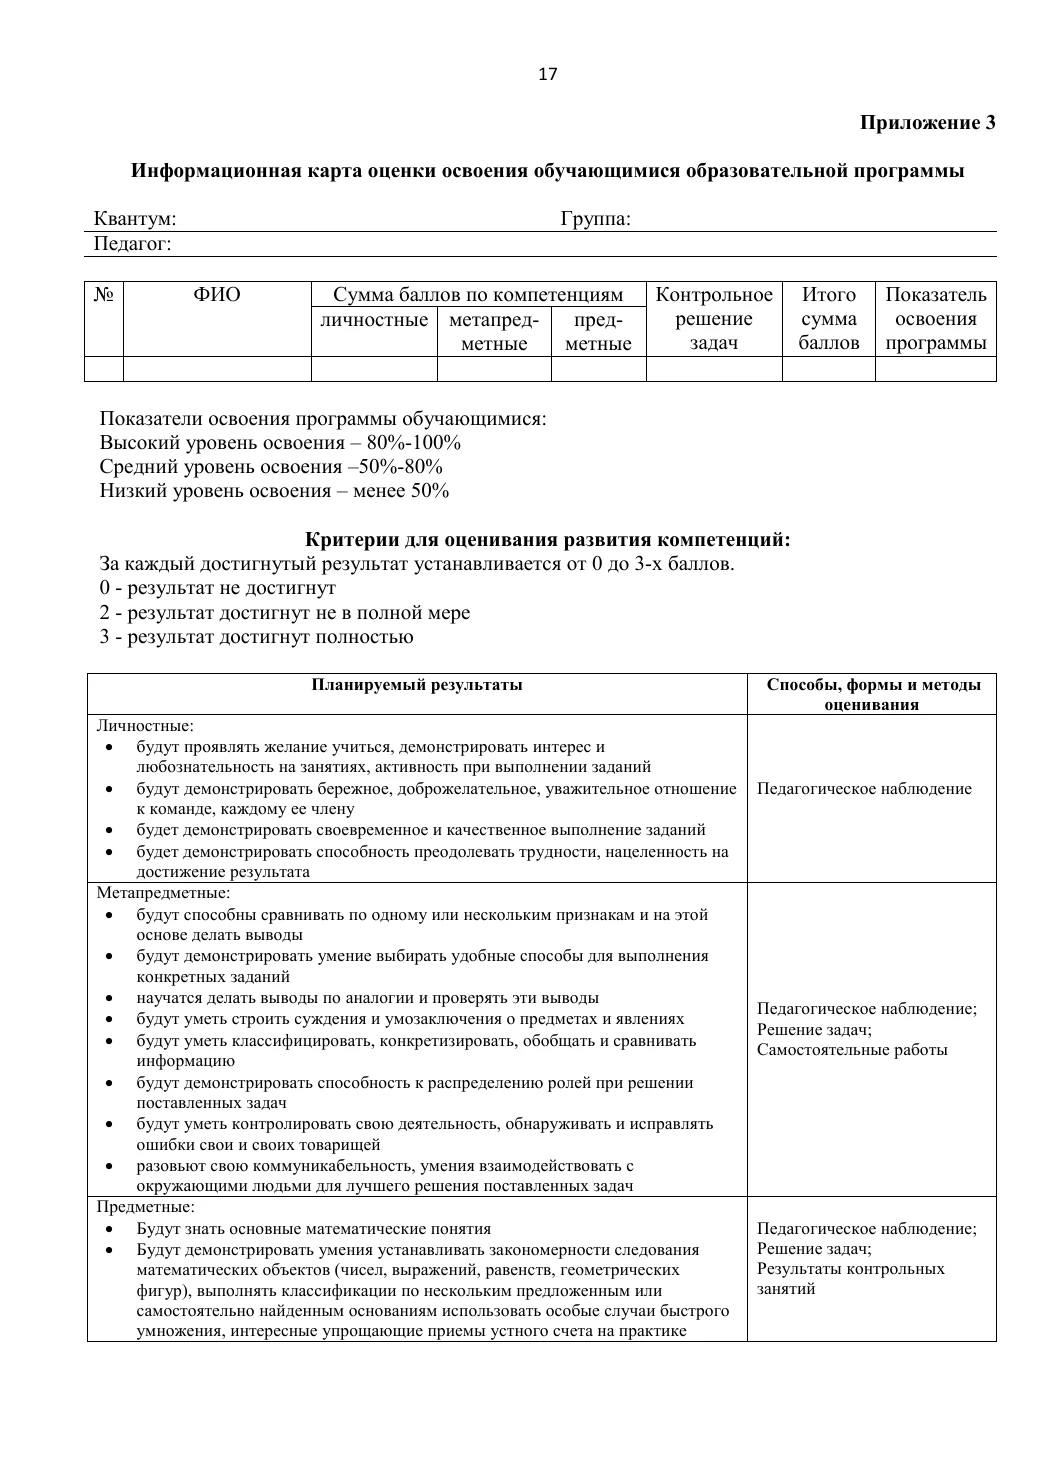 17
Приложение 3
Информационная карта оценки освоения обучающимися образовательной программы
Квантум: Группа:
Педагог:
№ ФИО Сумма баллов по компетенциям Контрольное решение задач Итого сумма баллов Показатель освоения программы
личностные метапред-метные пред-метные
Показатели освоения программы обучающимися:
Высокий уровень освоения – 80%-100%
Средний уровень освоения –50%-80%
Низкий уровень освоения – менее 50%
Критерии для оценивания развития компетенций:
За каждый достигнутый результат устанавливается от 0 до 3-х баллов.
0 - результат не достигнут
2 - результат достигнут не в полной мере
3 - результат достигнут полностью
Планируемый результаты
Способы, формы и методы
оценивания
Личностные:
• будут проявлять желание учиться, демонстрировать интерес и
любознательность на занятиях, активность при выполнении заданий
• будут демонстрировать бережное, доброжелательное, уважительное отношение
к команде, каждому ее члену
• будет демонстрировать своевременное и качественное выполнение заданий
• будет демонстрировать способность преодолевать трудности, нацеленность на
достижение результата
Педагогическое наблюдение
Метапредметные:
• будут способны сравнивать по одному или нескольким признакам и на этой
основе делать выводы
• будут демонстрировать умение выбирать удобные способы для выполнения
конкретных заданий
• научатся делать выводы по аналогии и проверять эти выводы
• будут уметь строить суждения и умозаключения о предметах и явлениях
• будут уметь классифицировать, конкретизировать, обобщать и сравнивать
информацию
• будут демонстрировать способность к распределению ролей при решении
поставленных задач
• будут уметь контролировать свою деятельность, обнаруживать и исправлять
ошибки свои и своих товарищей
• разовьют свою коммуникабельность, умения взаимодействовать с
окружающими людьми для лучшего решения поставленных задач
Педагогическое наблюдение;
Решение задач;
Самостоятельные работы
Предметные:
• Будут знать основные математические понятия
• Будут демонстрировать умения устанавливать закономерности следования
математических объектов (чисел, выражений, равенств, геометрических
фигур), выполнять классификации по нескольким предложенным или
самостоятельно найденным основаниям использовать особые случаи быстрого
умножения, интересные упрощающие приемы устного счета на практике
Педагогическое наблюдение;
Решение задач;
Результаты контрольных
занятий